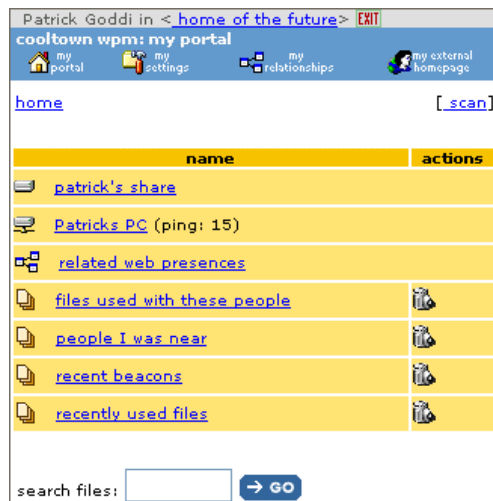 Patrick Goddi in < home of the future> EXIT
cooltown wpm: my portal
my portal my settings my relationships my external homepage
home [ scan]
name actions
patrick's share
Patricks PC (ping: 15)
related web presences
files used with these people
people I was near
recent beacons
recently used files
search files: → GO